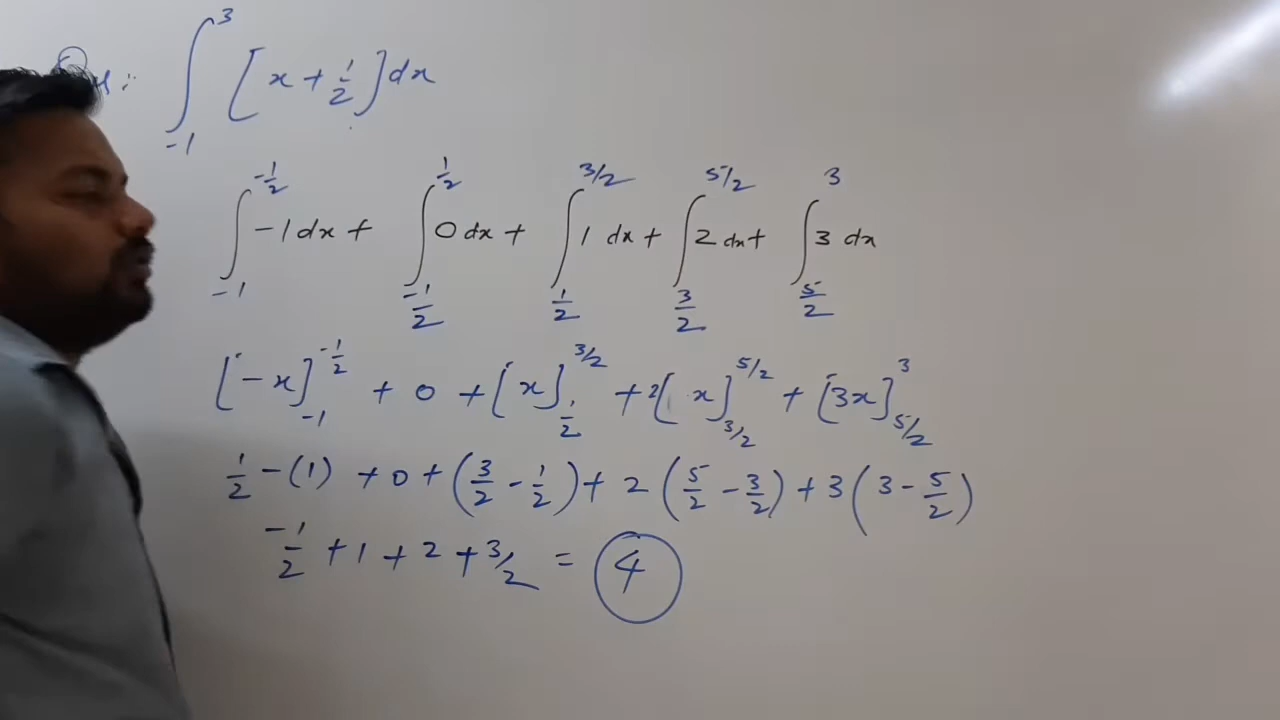 ∫₋₁³ [x + 1/2] dx
∫₋₁^(-1/2) -1 dx + ∫_(-1/2)^(1/2) 0 dx + ∫_(1/2)^(3/2) 1 dx + ∫_(3/2)^(5/2) 2 dx + ∫_(5/2)^3 3 dx
[-x]₋₁^(-1/2) + 0 + [x]_(1/2)^(3/2) + 2[x]_(3/2)^(5/2) + [3x]_(5/2)^3
1/2 - (1) + 0 + (3/2 - 1/2) + 2(5/2 - 3/2) + 3(3 - 5/2)
-1/2 + 1 + 2 + 3/2 = 4